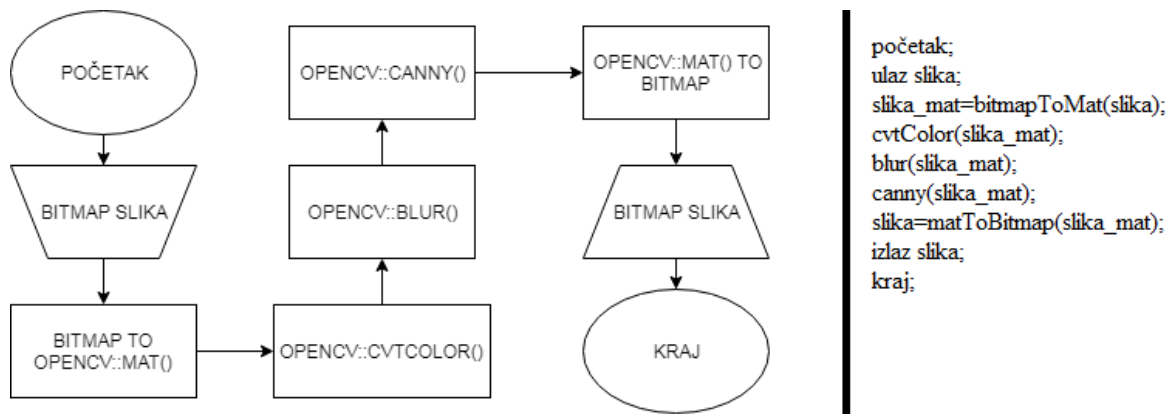 POČETAK
BITMAP SLIKA
BITMAP TO
OPENCV::MAT()
OPENCV::CVTCOLOR()
OPENCV::BLUR()
OPENCV::CANNY()
OPENCV::MAT() TO
BITMAP
BITMAP SLIKA
KRAJ
početak;
ulaz slika;
slika_mat=bitmapToMat(slika);
cvtColor(slika_mat);
blur(slika_mat);
canny(slika_mat);
slika=matToBitmap(slika_mat);
izlaz slika;
kraj;